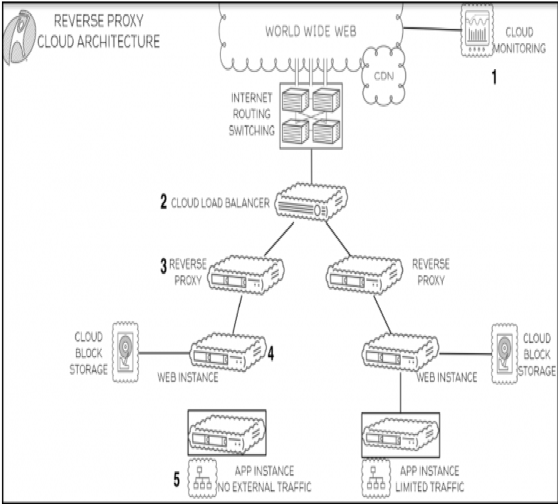 REVERSE PROXY
CLOUD ARCHITECTURE
WORLD WIDE WEB
CLOUD
MONITORING
1
CDN
INTERNET
ROUTING
SWITCHING
2 CLOUD LOAD BALANCER
3 REVERSE
PROXY
REVERSE
PROXY
CLOUD
BLOCK
STORAGE
4
WEB INSTANCE
WEB INSTANCE
CLOUD
BLOCK
STORAGE
5 APP INSTANCE
NO EXTERNAL TRAFFIC
APP INSTANCE
LIMITED TRAFFIC